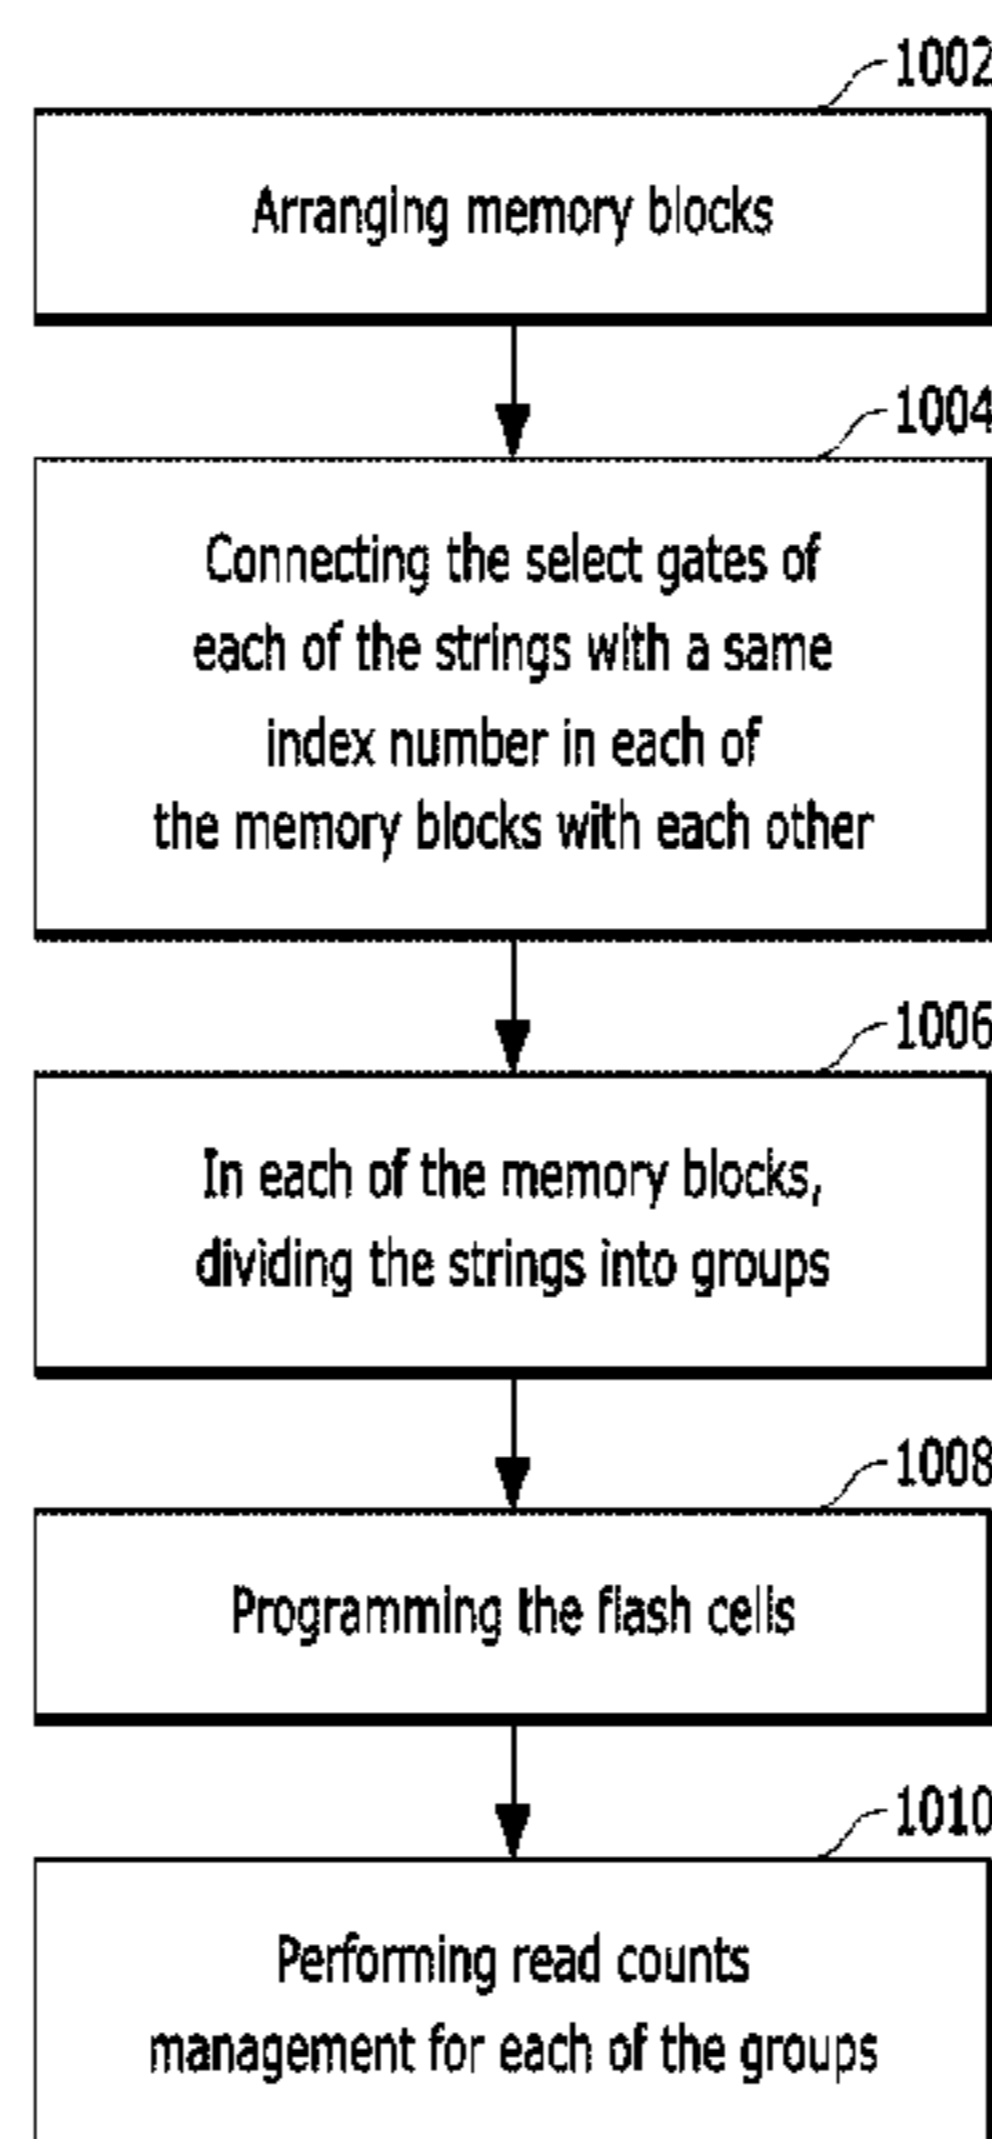 1002
Arranging memory blocks
1004
Connecting the select gates of
each of the strings with a same
index number in each of
the memory blocks with each other
1006
In each of the memory blocks,
dividing the strings into groups
1008
Programming the flash cells
1010
Performing read counts
management for each of the groups